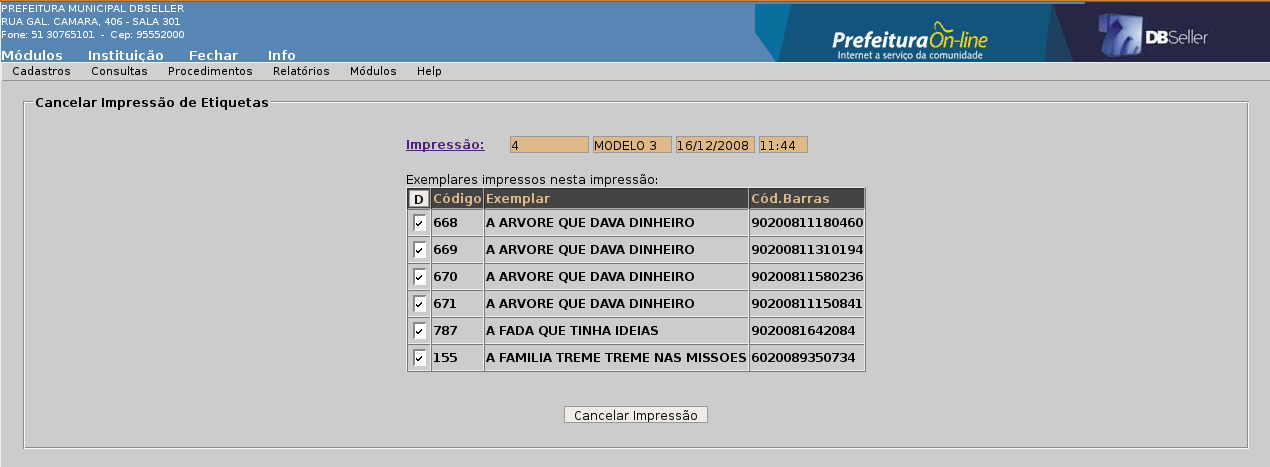 PREFEITURA MUNICIPAL DBSELLER
RUA GAL. CAMARA, 406 - SALA 301
Fone: 51 30765101 - Cep: 95552000
Prefeitura On-line
Internet a serviço da comunidade
DBSeller
Módulos Instituição Fechar Info
Cadastros Consultas Procedimentos Relatórios Módulos Help
Cancelar Impressão de Etiquetas
Impressão: 4 MODELO 3 16/12/2008 11:44
Exemplares impressos nesta impressão:
D Código Exemplar Cód.Barras
668 A ARVORE QUE DAVA DINHEIRO 90200811180460
669 A ARVORE QUE DAVA DINHEIRO 90200811310194
670 A ARVORE QUE DAVA DINHEIRO 90200811580236
671 A ARVORE QUE DAVA DINHEIRO 90200811150841
787 A FADA QUE TINHA IDEIAS 9020081642084
155 A FAMILIA TREME TREME NAS MISSOES 6020089350734
Cancelar Impressão